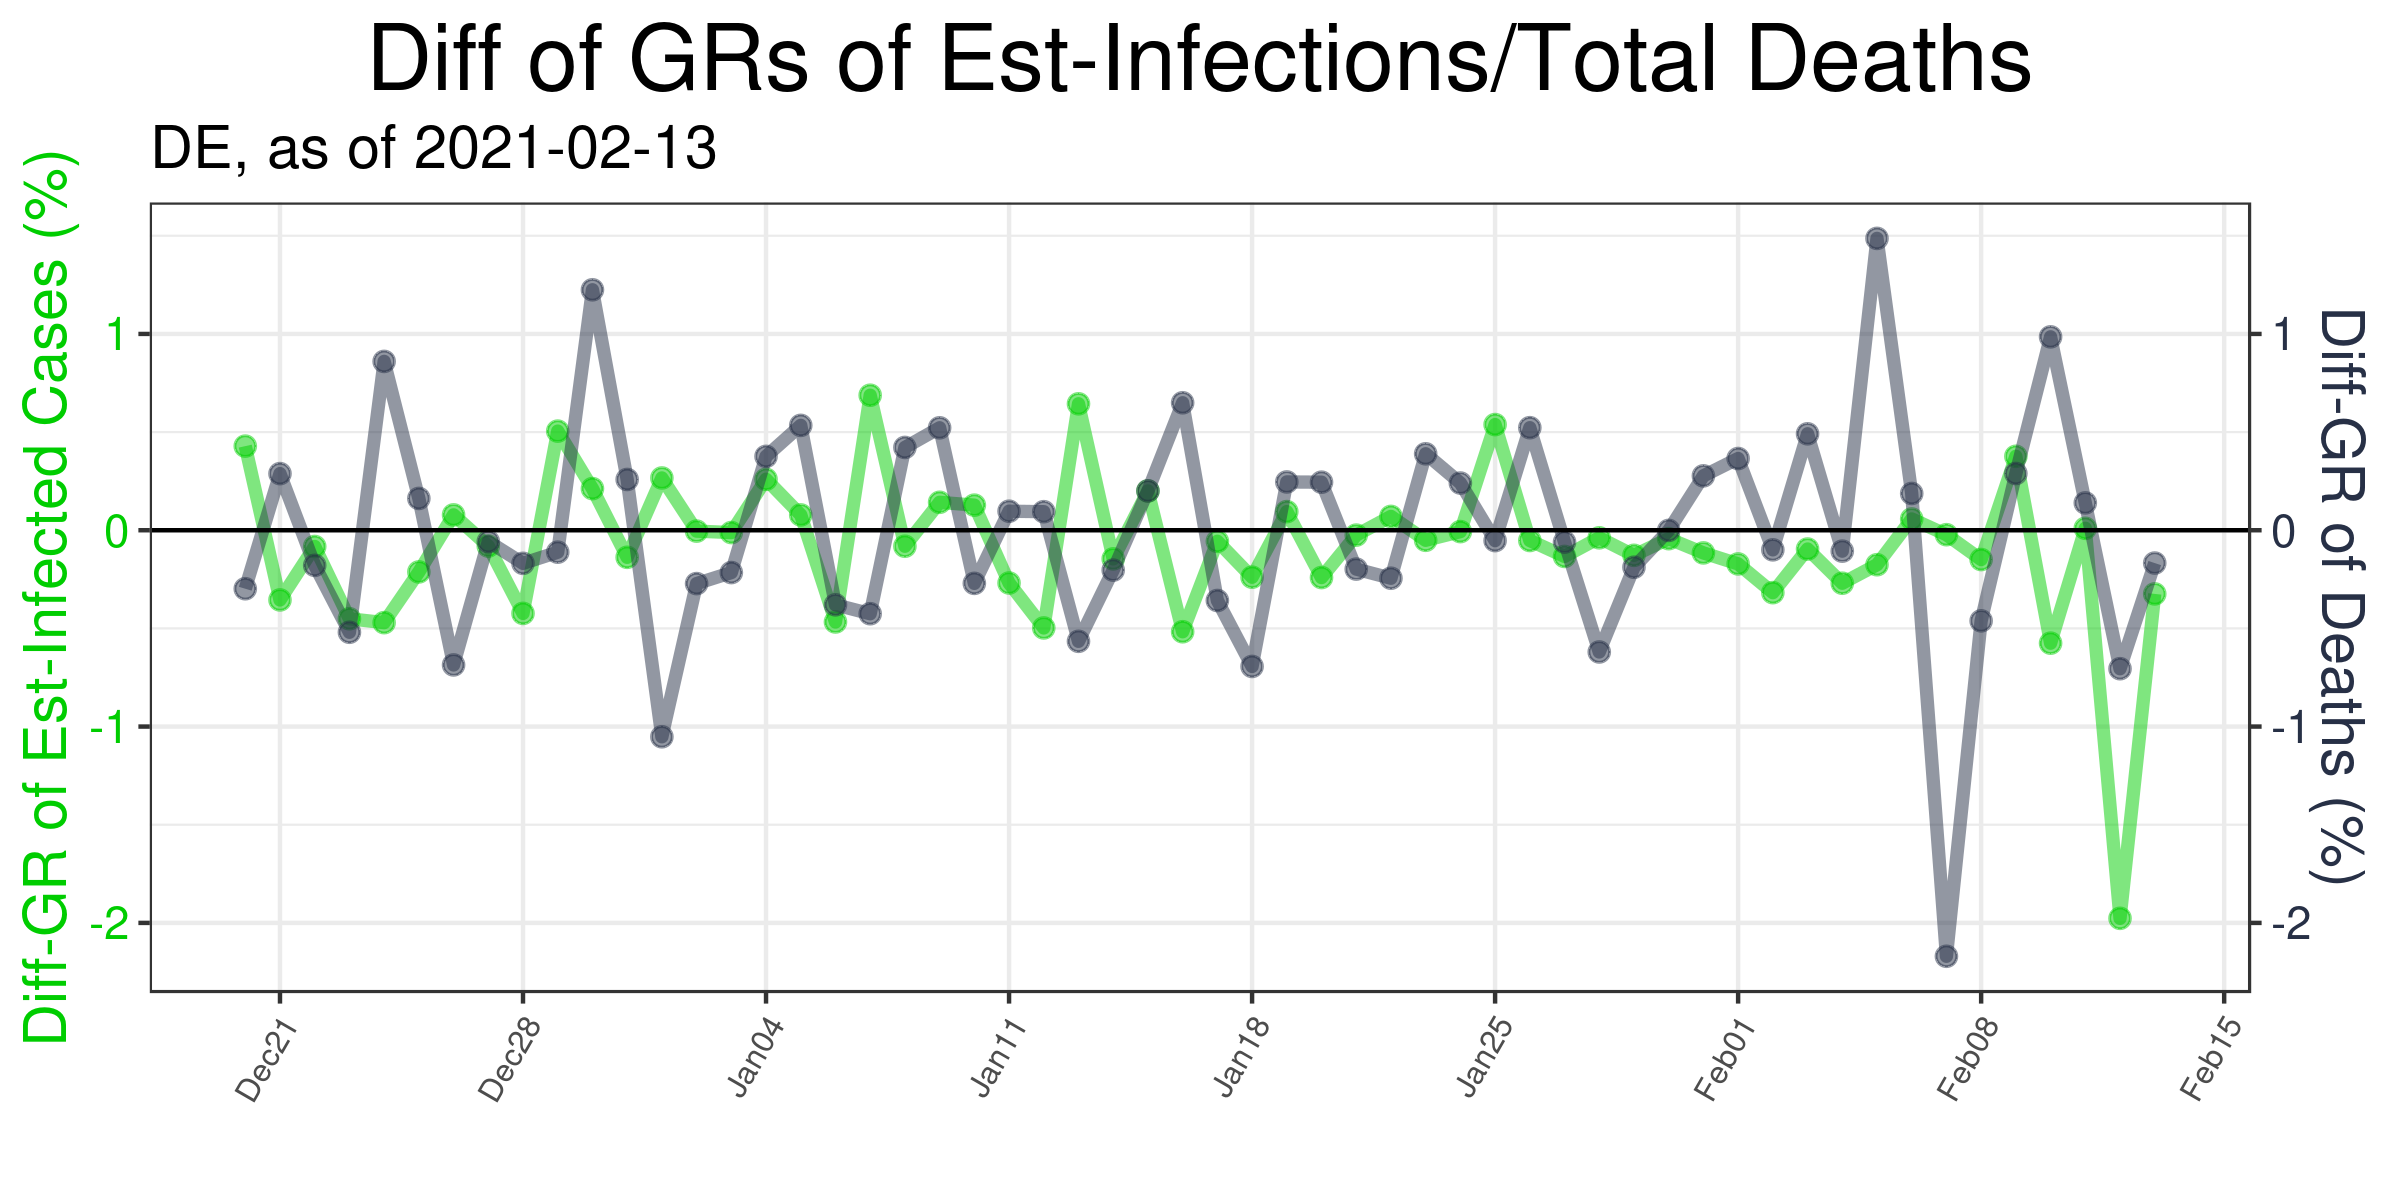 Diff of GRs of Est-Infections/Total Deaths
DE, as of 2021-02-13
Diff-GR of Est-Infected Cases (%)
1
0
-1
-2
1
0
-1
-2
Diff-GR of Deaths (%)
Dec21
Dec28
Jan04
Jan11
Jan18
Jan25
Feb01
Feb08
Feb15